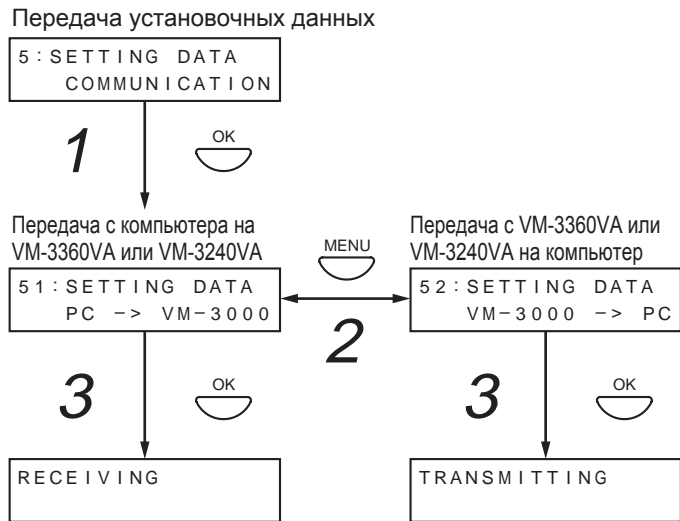 Передача установочных данных
5:SETTING DATA
COMMUNICATION
1
OK
Передача с компьютера на
VM-3360VA или VM-3240VA
MENU
Передача с VM-3360VA или
VM-3240VA на компьютер
51:SETTING DATA
PC -> VM-3000
2
52:SETTING DATA
VM-3000 -> PC
3
OK
3
OK
RECEIVING
TRANSMITTING